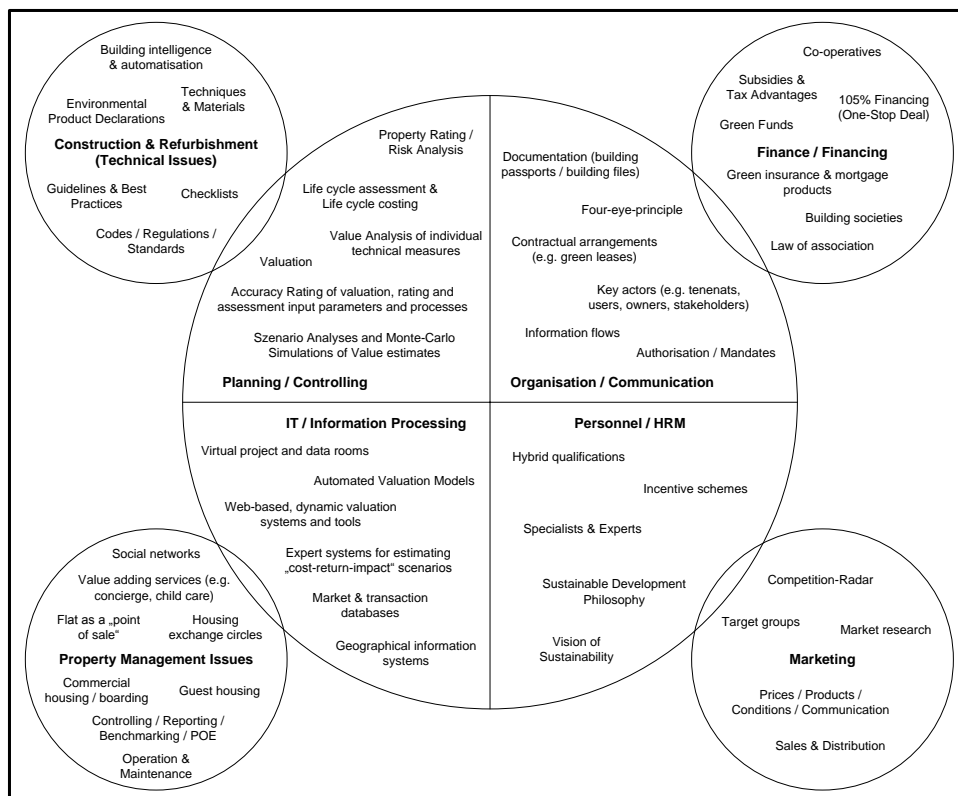 Building intelligence
& automatisation
Techniques
& Materials
Environmental
Product Declarations
Construction & Refurbishment
(Technical Issues)
Guidelines & Best
Practices
Checklists
Codes / Regulations /
Standards
Co-operatives
Subsidies &
Tax Advantages
105% Financing
(One-Stop Deal)
Green Funds
Finance / Financing
Green insurance & mortgage
products
Building societies
Law of association
Property Rating /
Risk Analysis
Life cycle assessment &
Life cycle costing
Value Analysis of individual
technical measures
Valuation
Accuracy Rating of valuation, rating and
assessment input parameters and processes
Szenario Analyses and Monte-Carlo
Simulations of Value estimates
Planning / Controlling
Documentation (building
passports / building files)
Four-eye-principle
Contractual arrangements
(e.g. green leases)
Key actors (e.g. tenenats,
users, owners, stakeholders)
Information flows
Authorisation / Mandates
Organisation / Communication
IT / Information Processing
Virtual project and data rooms
Automated Valuation Models
Web-based, dynamic valuation
systems and tools
Expert systems for estimating
„cost-return-impact“ scenarios
Market & transaction
databases
Geographical information
systems
Personnel / HRM
Hybrid qualifications
Incentive schemes
Specialists & Experts
Sustainable Development
Philosophy
Vision of
Sustainability
Social networks
Value adding services (e.g.
concierge, child care)
Flat as a „point
of sale“
Housing
exchange circles
Property Management Issues
Commercial
housing / boarding
Guest housing
Controlling / Reporting /
Benchmarking / POE
Operation &
Maintenance
Competition-Radar
Target groups
Market research
Marketing
Prices / Products /
Conditions / Communication
Sales & Distribution